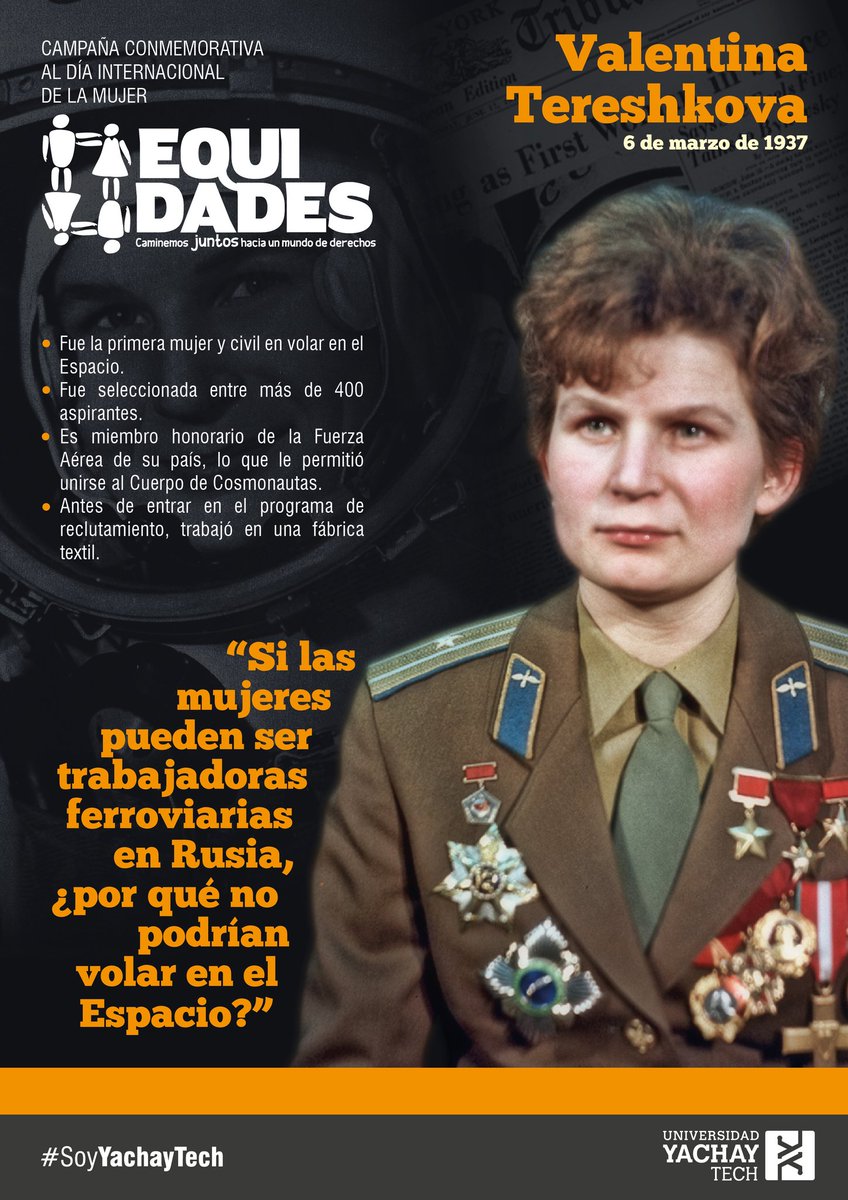 CAMPAÑA CONMEMORATIVA
AL DÍA INTERNACIONAL
DE LA MUJER
EQUI
DADES
Caminemos juntos hacia un mundo de derechos
Valentina
Tereshkova
6 de marzo de 1937
• Fue la primera mujer y civil en volar en el
Espacio.
• Fue seleccionada entre más de 400
aspirantes.
• Es miembro honorario de la Fuerza
Aérea de su país, lo que le permitió
unirse al Cuerpo de Cosmonautas.
• Antes de entrar en el programa de
reclutamiento, trabajó en una fábrica
textil.
“Si las
mujeres
pueden ser
trabajadoras
ferroviarias
en Rusia,
¿por qué no
podrían
volar en el
Espacio?”
#SoyYachayTech
UNIVERSIDAD
YACHAY
TECH